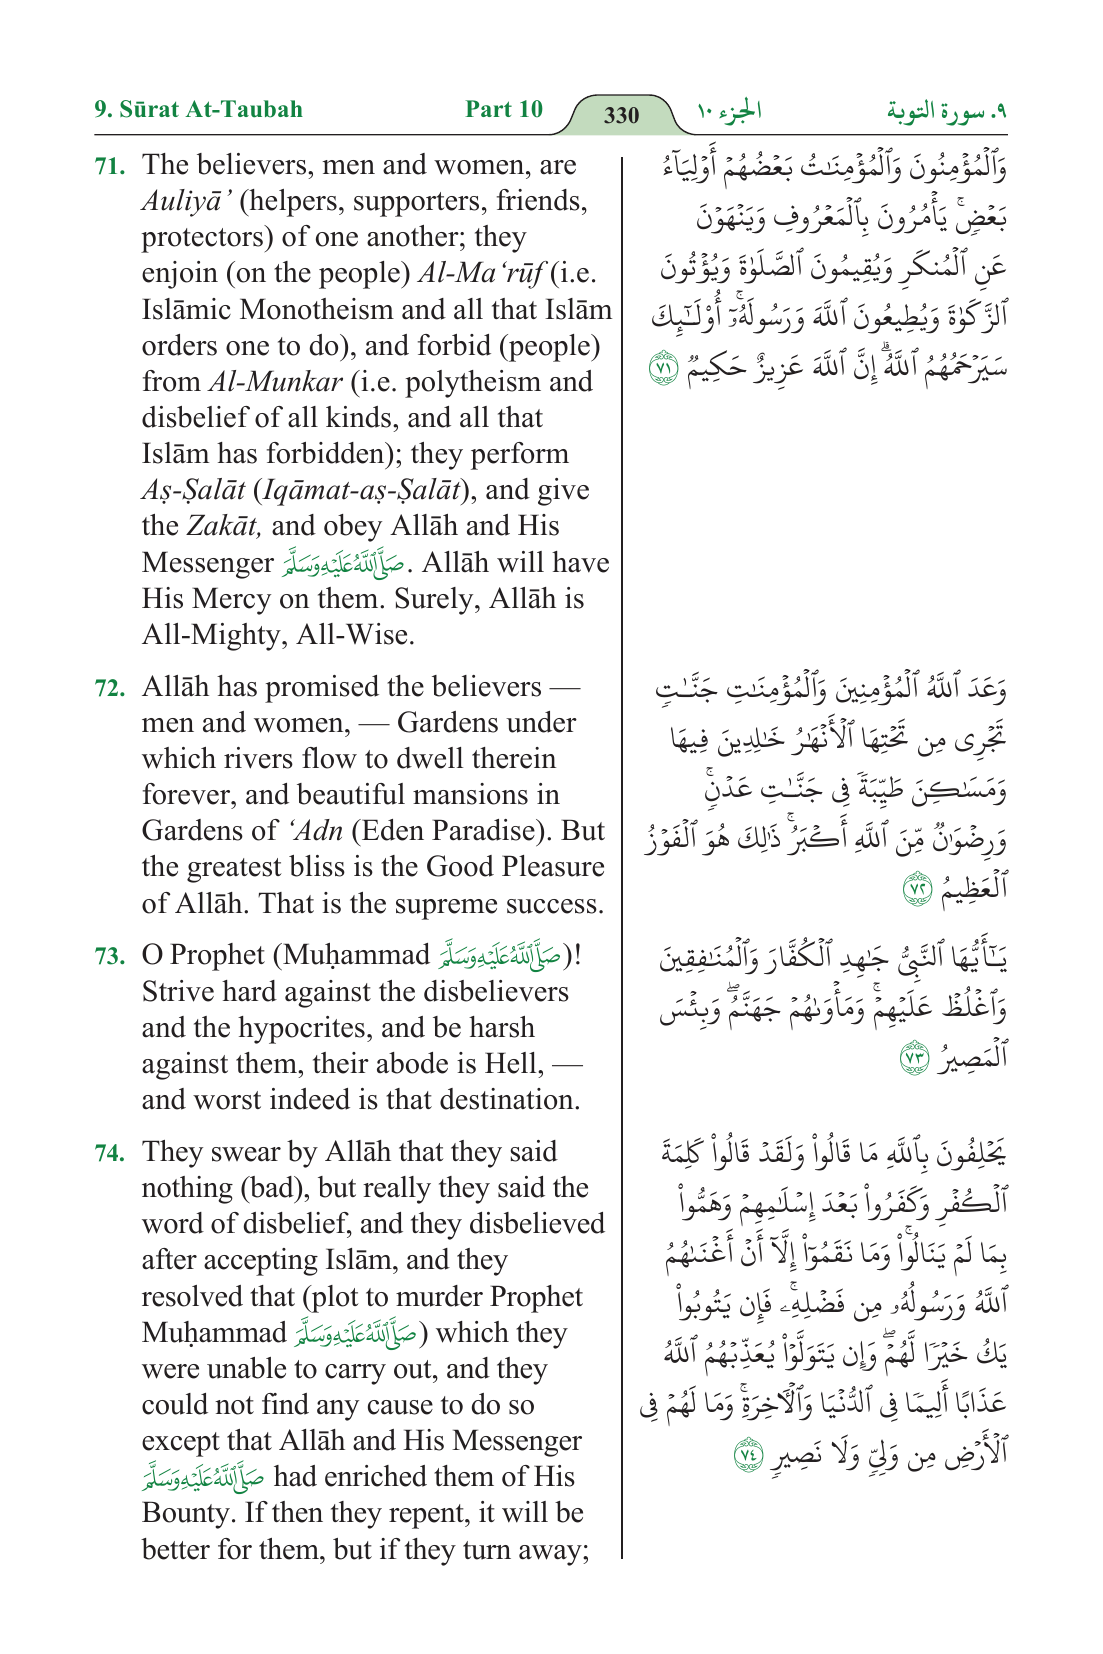 9. Sūrat At-Taubah Part 10 330 الجزء ١٠ ٩. سورة التوبة
71. The believers, men and women, are
Auliyā’ (helpers, supporters, friends,
protectors) of one another; they
enjoin (on the people) Al-Ma‘rūf (i.e.
Islāmic Monotheism and all that Islām
orders one to do), and forbid (people)
from Al-Munkar (i.e. polytheism and
disbelief of all kinds, and all that
Islām has forbidden); they perform
Aṣ-Ṣalāt (Iqāmat-aṣ-Ṣalāt), and give
the Zakāt, and obey Allāh and His
Messenger صَلَّى اللَّهُ عَلَيْهِ وَسَلَّمَ. Allāh will have
His Mercy on them. Surely, Allāh is
All-Mighty, All-Wise.
وَٱلْمُؤْمِنُونَ وَٱلْمُؤْمِنَـٰتُ بَعْضُهُمْ أَوْلِيَآءُ
بَعْضٍ ۚ يَأْمُرُونَ بِٱلْمَعْرُوفِ وَيَنْهَوْنَ
عَنِ ٱلْمُنكَرِ وَيُقِيمُونَ ٱلصَّلَوٰةَ وَيُؤْتُونَ
ٱلزَّكَوٰةَ وَيُطِيعُونَ ٱللَّهَ وَرَسُولَهُۥٓ ۚ أُو۟لَـٰٓئِكَ
سَيَرْحَمُهُمُ ٱللَّهُ ۗ إِنَّ ٱللَّهَ عَزِيزٌ حَكِيمٌ ٧١
72. Allāh has promised the believers —
men and women, — Gardens under
which rivers flow to dwell therein
forever, and beautiful mansions in
Gardens of ‘Adn (Eden Paradise). But
the greatest bliss is the Good Pleasure
of Allāh. That is the supreme success.
وَعَدَ ٱللَّهُ ٱلْمُؤْمِنِينَ وَٱلْمُؤْمِنَـٰتِ جَنَّـٰتٍ
تَجْرِى مِن تَحْتِهَا ٱلْأَنْهَـٰرُ خَـٰلِدِينَ فِيهَا
وَمَسَـٰكِنَ طَيِّبَةً فِى جَنَّـٰتِ عَدْنٍ ۚ
وَرِضْوَٰنٌ مِّنَ ٱللَّهِ أَكْبَرُ ۚ ذَٰلِكَ هُوَ ٱلْفَوْزُ
ٱلْعَظِيمُ ٧٢
73. O Prophet (Muḥammad صَلَّى اللَّهُ عَلَيْهِ وَسَلَّمَ)!
Strive hard against the disbelievers
and the hypocrites, and be harsh
against them, their abode is Hell, —
and worst indeed is that destination.
يَـٰٓأَيُّهَا ٱلنَّبِىُّ جَـٰهِدِ ٱلْكُفَّارَ وَٱلْمُنَـٰفِقِينَ
وَٱغْلُظْ عَلَيْهِمْ ۚ وَمَأْوَىٰهُمْ جَهَنَّمُ ۖ وَبِئْسَ
ٱلْمَصِيرُ ٧٣
74. They swear by Allāh that they said
nothing (bad), but really they said the
word of disbelief, and they disbelieved
after accepting Islām, and they
resolved that (plot to murder Prophet
Muḥammad صَلَّى اللَّهُ عَلَيْهِ وَسَلَّمَ) which they
were unable to carry out, and they
could not find any cause to do so
except that Allāh and His Messenger
صَلَّى اللَّهُ عَلَيْهِ وَسَلَّمَ had enriched them of His
Bounty. If then they repent, it will be
better for them, but if they turn away;
يَحْلِفُونَ بِٱللَّهِ مَا قَالُوا۟ وَلَقَدْ قَالُوا۟ كَلِمَةَ
ٱلْكُفْرِ وَكَفَرُوا۟ بَعْدَ إِسْلَـٰمِهِمْ وَهَمُّوا۟
بِمَا لَمْ يَنَالُوا۟ ۚ وَمَا نَقَمُوٓا۟ إِلَّآ أَنْ أَغْنَىٰهُمُ
ٱللَّهُ وَرَسُولُهُۥ مِن فَضْلِهِۦ ۚ فَإِن يَتُوبُوا۟
يَكُ خَيْرًا لَّهُمْ ۖ وَإِن يَتَوَلَّوْا۟ يُعَذِّبْهُمُ ٱللَّهُ
عَذَابًا أَلِيمًا فِى ٱلدُّنْيَا وَٱلْـَٔاخِرَةِ ۚ وَمَا لَهُمْ فِى
ٱلْأَرْضِ مِن وَلِىٍّ وَلَا نَصِيرٍ ٧٤